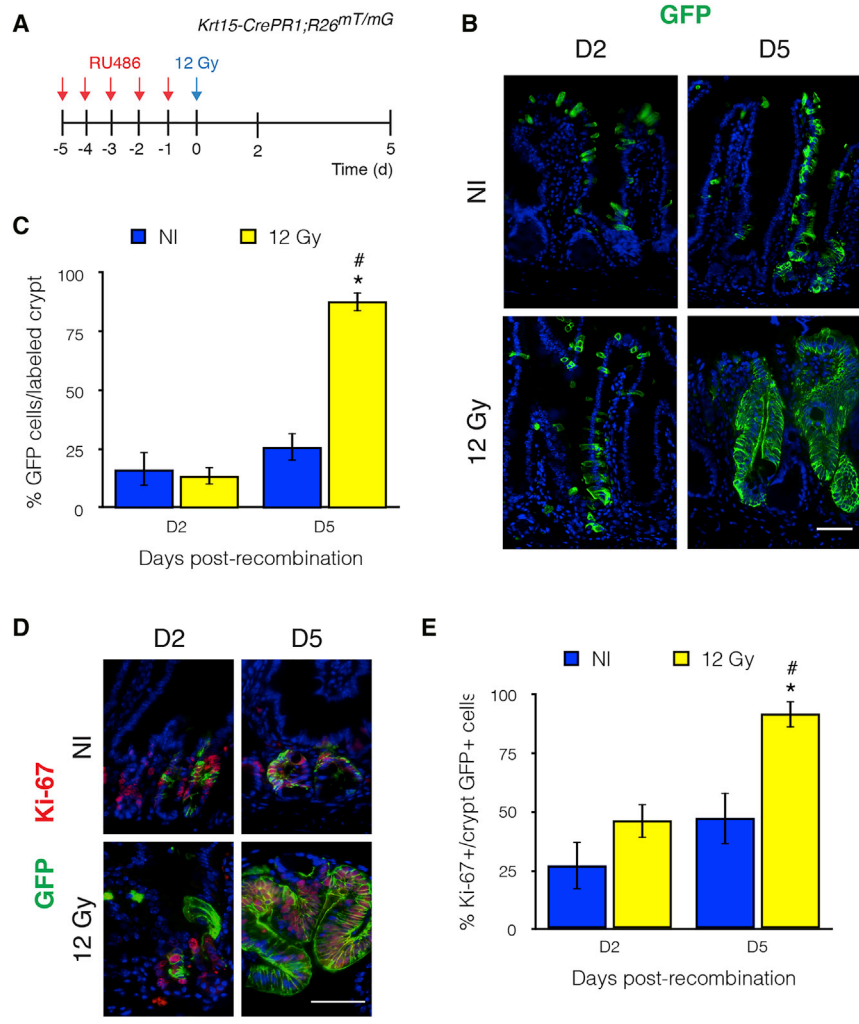 A
Krt15-CrePR1;R26mT/mG
RU486
12 Gy
-5 -4 -3 -2 -1 0 2 5
Time (d)
B
GFP
D2 D5
NI
12 Gy
C
NI
12 Gy
% GFP cells/labeled crypt
100
75
50
25
0
#
*
D2 D5
Days post-recombination
D
D2 D5
Ki-67
GFP
NI
12 Gy
E
NI
12 Gy
% Ki-67+/crypt GFP+ cells
100
75
50
25
0
#
*
D2 D5
Days post-recombination